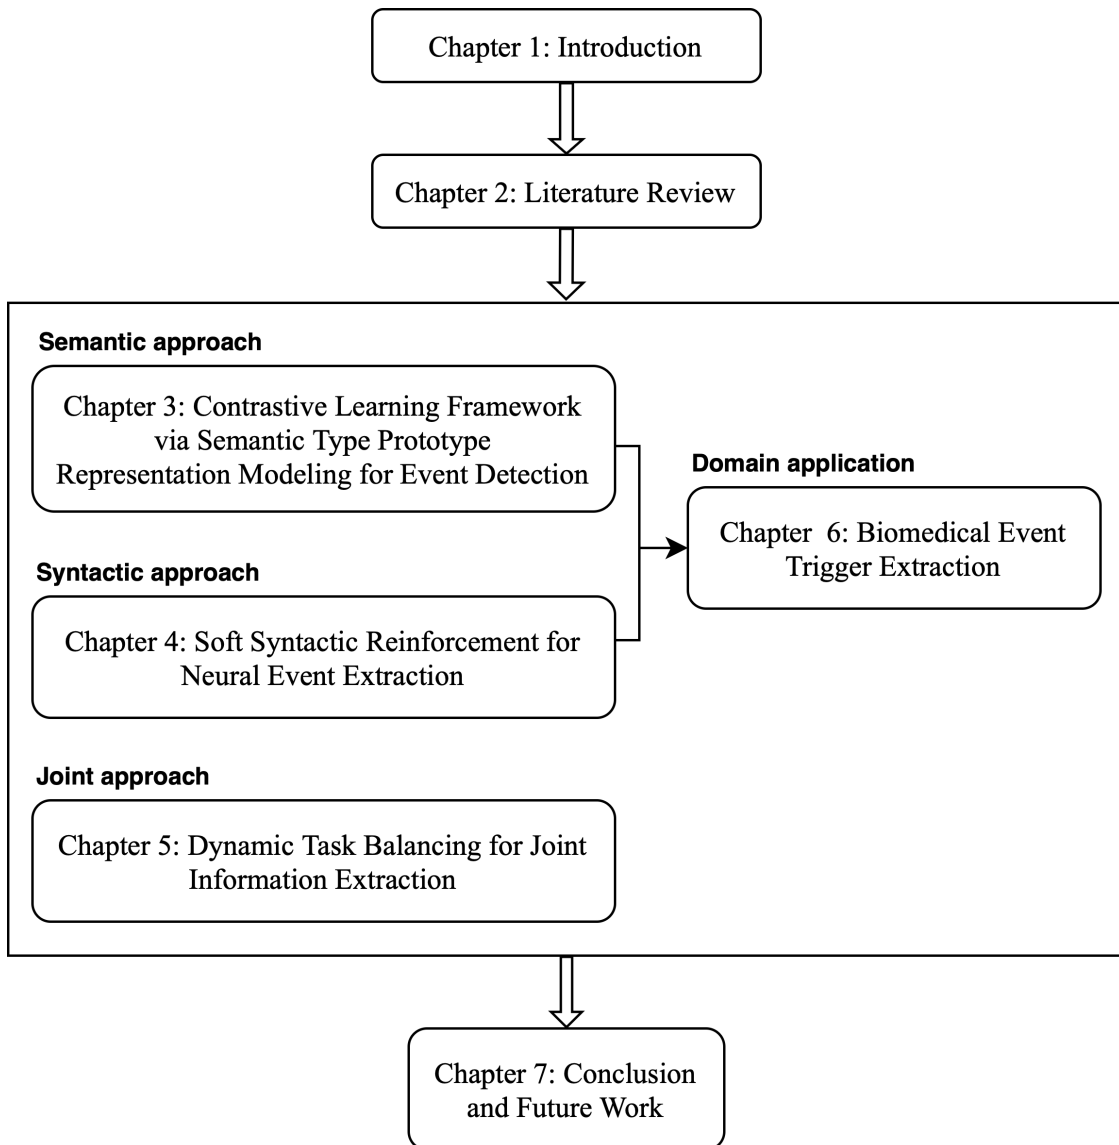 Chapter 1: Introduction
Chapter 2: Literature Review
Semantic approach
Chapter 3: Contrastive Learning Framework
via Semantic Type Prototype
Representation Modeling for Event Detection
Syntactic approach
Chapter 4: Soft Syntactic Reinforcement for
Neural Event Extraction
Joint approach
Chapter 5: Dynamic Task Balancing for Joint
Information Extraction
Domain application
Chapter 6: Biomedical Event
Trigger Extraction
Chapter 7: Conclusion
and Future Work